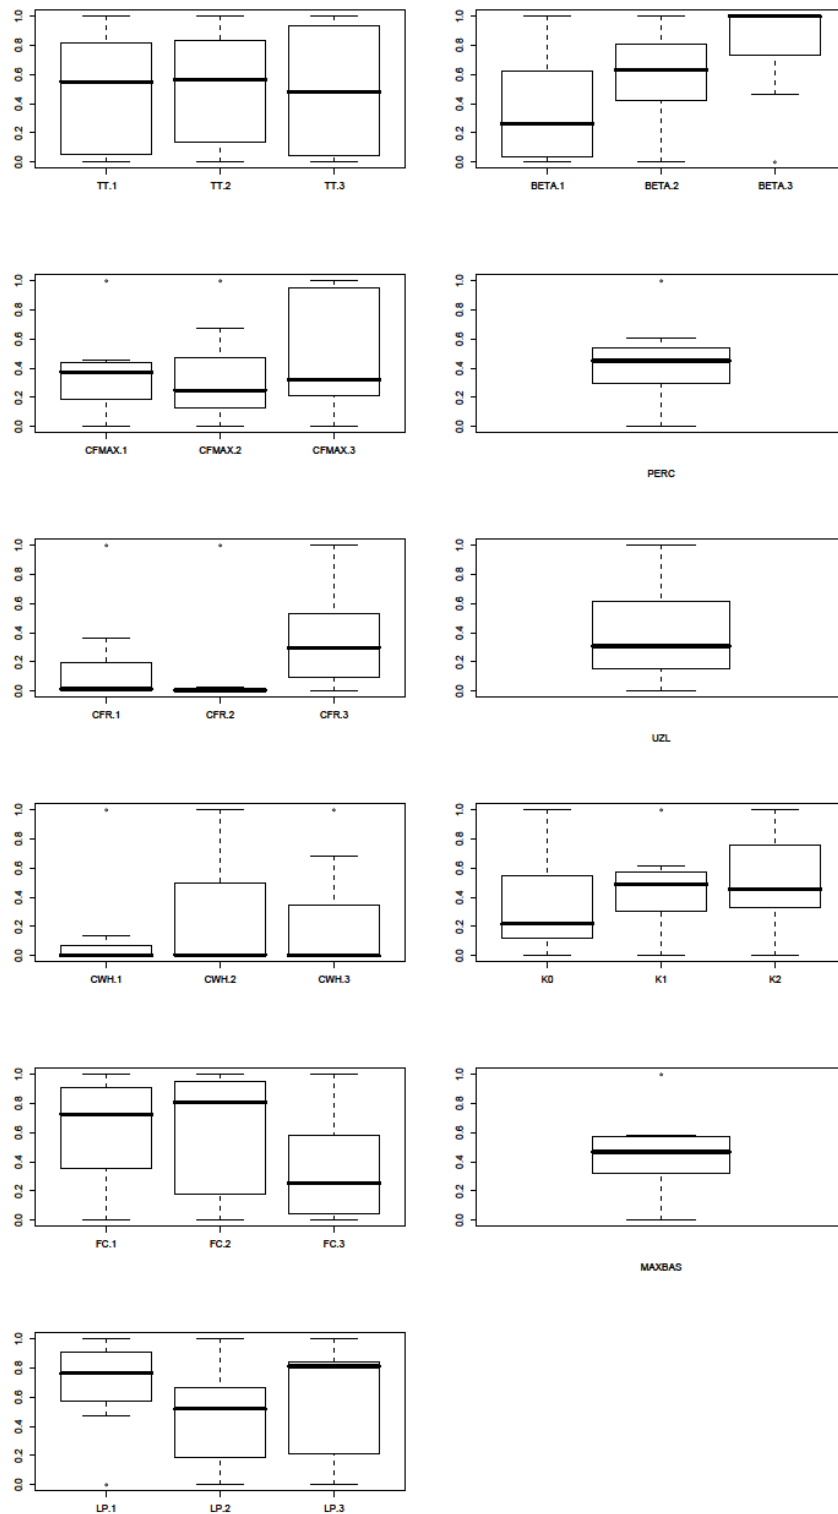 0.0 0.2 0.4 0.6 0.8 1.0
TT.1 TT.2 TT.3
0.0 0.2 0.4 0.6 0.8 1.0
BETA.1 BETA.2 BETA.3
0.0 0.2 0.4 0.6 0.8 1.0
CFMAX.1 CFMAX.2 CFMAX.3
0.0 0.2 0.4 0.6 0.8 1.0
PERC
0.0 0.2 0.4 0.6 0.8 1.0
CFR.1 CFR.2 CFR.3
0.0 0.2 0.4 0.6 0.8 1.0
UZL
0.0 0.2 0.4 0.6 0.8 1.0
CWH.1 CWH.2 CWH.3
0.0 0.2 0.4 0.6 0.8 1.0
K0 K1 K2
0.0 0.2 0.4 0.6 0.8 1.0
FC.1 FC.2 FC.3
0.0 0.2 0.4 0.6 0.8 1.0
MAXBAS
0.0 0.2 0.4 0.6 0.8 1.0
LP.1 LP.2 LP.3